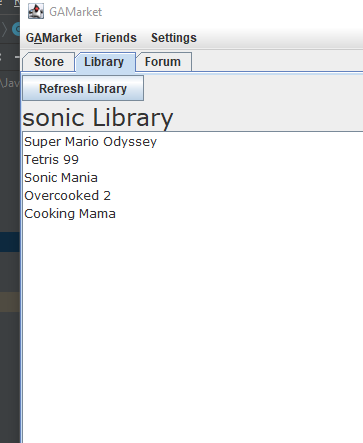 GAMarket
GAMarket Friends Settings
Store Library Forum
Refresh Library
sonic Library
Super Mario Odyssey
Tetris 99
Sonic Mania
Overcooked 2
Cooking Mama